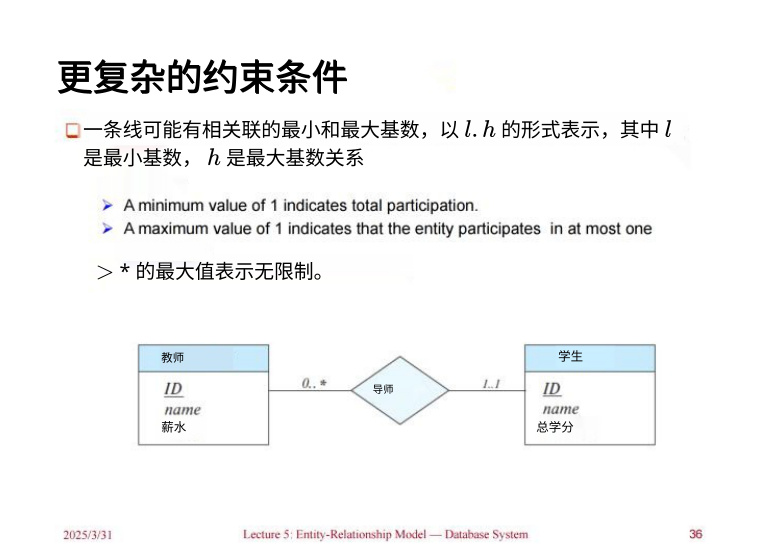 更复杂的约束条件
一条线可能有相关联的最小和最大基数，以 l. h 的形式表示，其中 l
是最小基数， h 是最大基数关系
A minimum value of 1 indicates total participation.
A maximum value of 1 indicates that the entity participates in at most one
> * 的最大值表示无限制。
教师
ID
name
薪水
0..*
导师
1..1
学生
ID
name
总学分
2025/3/31
Lecture 5: Entity-Relationship Model — Database System
36